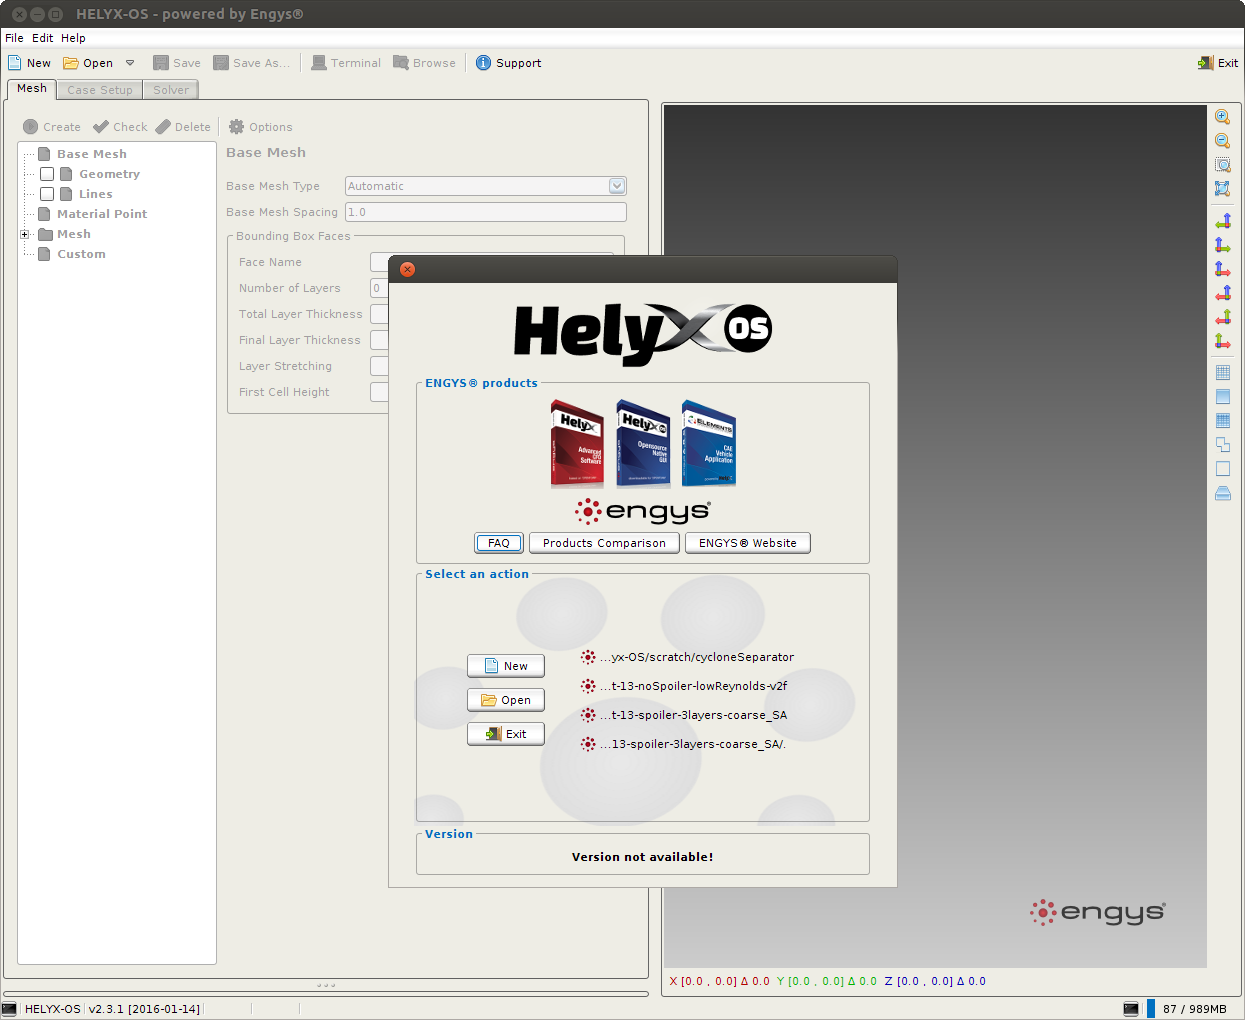 HELYX-OS - powered by Engys®
File Edit Help
New Open Save Save As... Terminal Browse Support Exit
Mesh Case Setup Solver
Create Check Delete Options
Base Mesh
Geometry
Lines
Material Point
Mesh
Custom
Base Mesh
Base Mesh Type Automatic
Base Mesh Spacing 1.0
Bounding Box Faces
Face Name
Number of Layers 0
Total Layer Thickness
Final Layer Thickness
Layer Stretching
First Cell Height
HelyX OS
ENGYS® products
HelyX
Advanced
CFD
Software
HelyX OS
Opensource
Native
GUI
ELEMENTS
CAE
Vehicle
Application
engys®
FAQ Products Comparison ENGYS® Website
Select an action
New
Open
Exit
...yx-OS/scratch/cycloneSeparator
...t-13-noSpoiler-lowReynolds-v2f
...t-13-spoiler-3layers-coarse_SA
...13-spoiler-3layers-coarse_SA/.
Version
Version not available!
engys®
X [0.0 , 0.0] Δ 0.0 Y [0.0 , 0.0] Δ 0.0 Z [0.0 , 0.0] Δ 0.0
HELYX-OS v2.3.1 [2016-01-14]
87 / 989MB